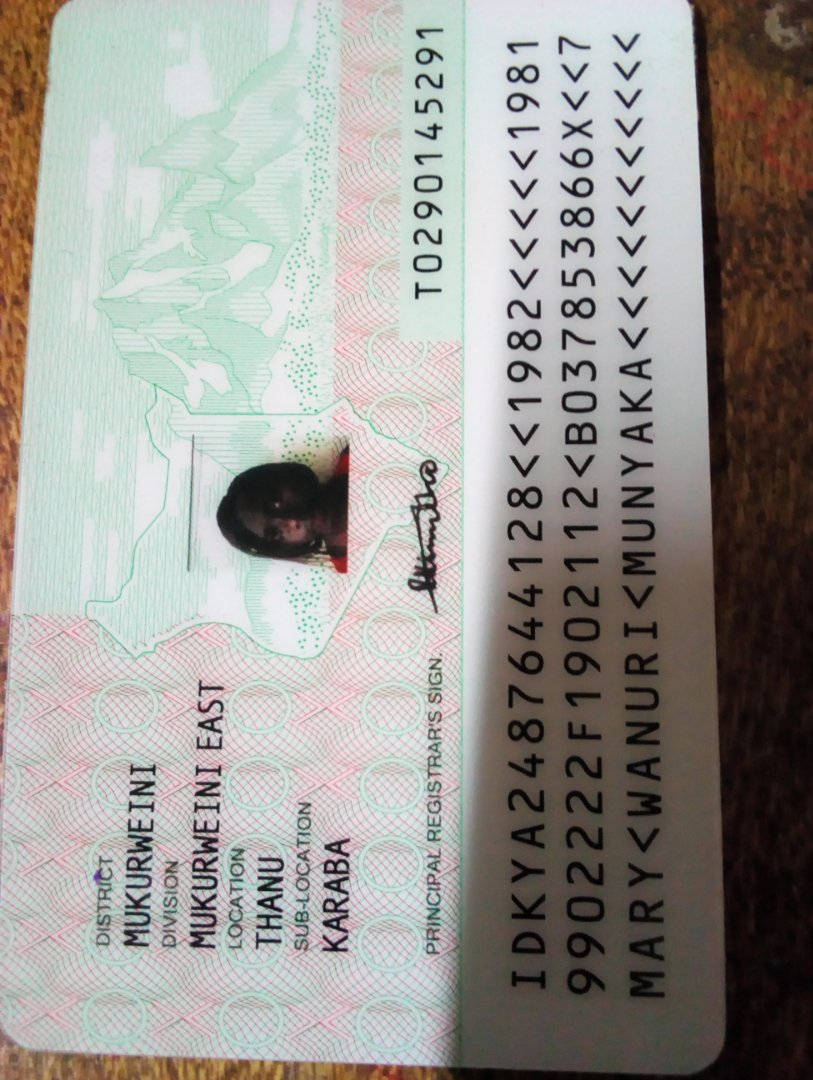 DISTRICT
MUKURWEINI
DIVISION
MUKURWEINI EAST
LOCATION
THANU
SUB-LOCATION
KARABA
PRINCIPAL REGISTRAR'S SIGN.
T0290145291
IDKYA2487644128<<1982<<<<<1981
9902222F1902112<B037853866X<<7
MARY<WANURI<MUNYAKA<<<<<<<<<<<